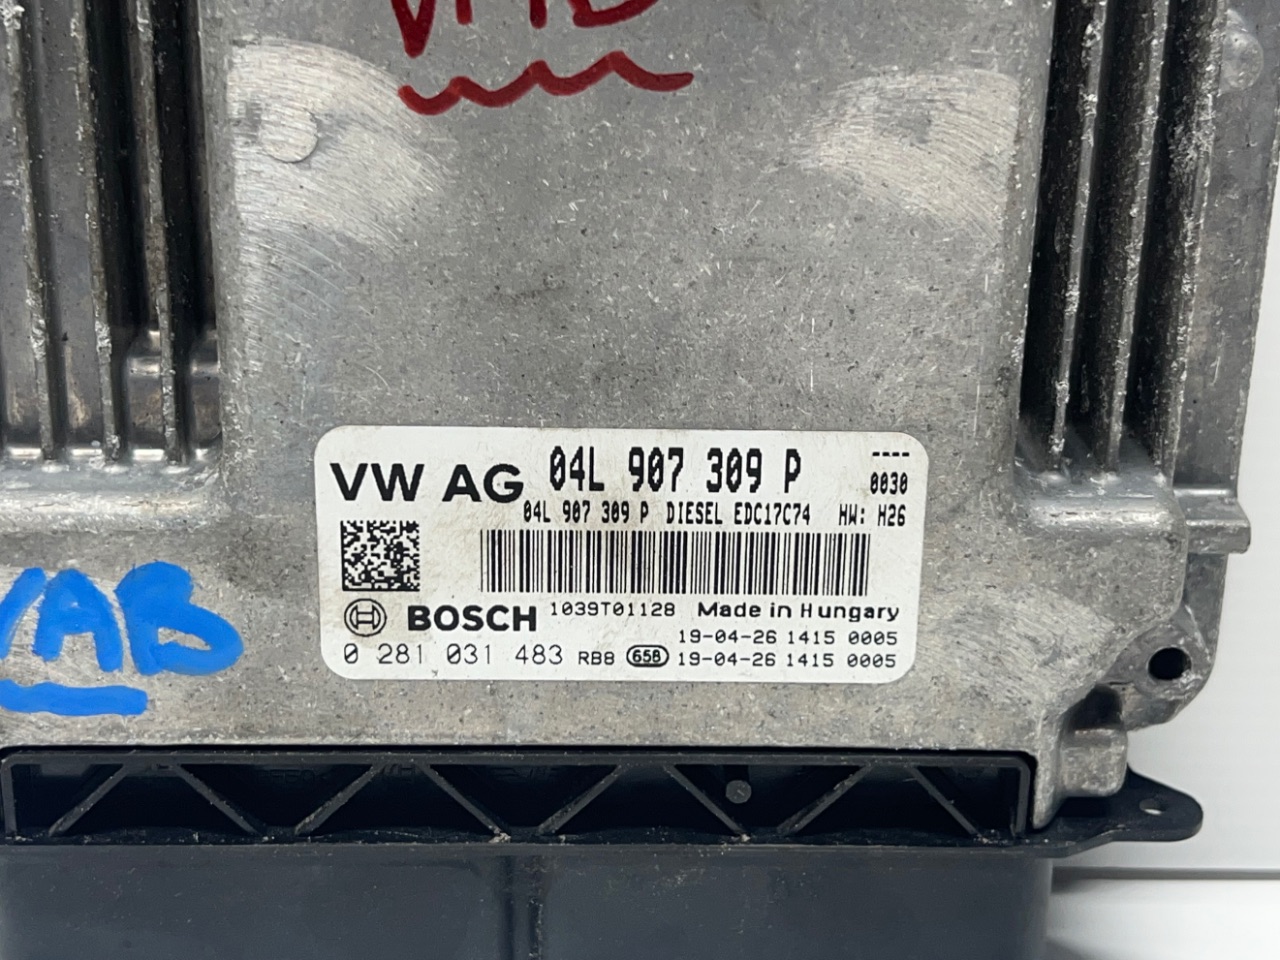 VW AG 04L 907 309 P ----
0030
04L 907 309 P DIESEL EDC17C74 HW: H26
BOSCH 1039T01128 Made in Hungary
19-04-26 1415 0005
0 281 031 483 RB8 65B 19-04-26 1415 0005
VAB